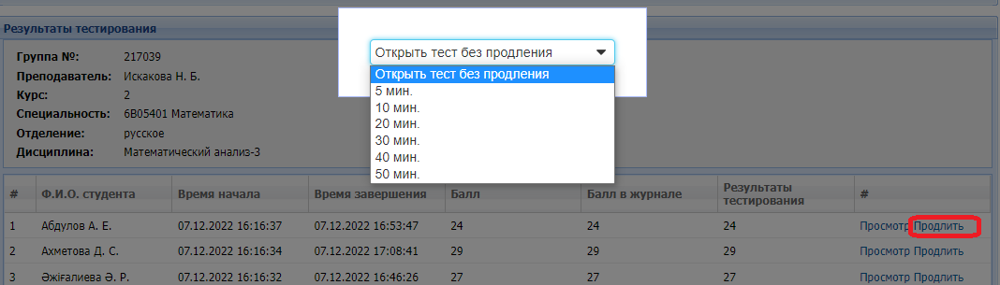 Результаты тестирования
Группа №: 217039
Преподаватель: Искакова Н. Б.
Курс: 2
Специальность: 6B05401 Математика
Отделение: русское
Дисциплина: Математический анализ-3
Открыть тест без продления
Открыть тест без продления
5 мин.
10 мин.
20 мин.
30 мин.
40 мин.
50 мин.
# Ф.И.О. студента Время начала Время завершения Балл Балл в журнале Результаты тестирования #
1 Абдулов А. Е. 07.12.2022 16:16:37 07.12.2022 16:53:47 24 24 24 Просмотр Продлить
2 Ахметова Д. С. 07.12.2022 16:16:34 07.12.2022 17:08:41 29 29 29 Просмотр Продлить
3 Әжіғалиева Ә. Р. 07.12.2022 16:16:32 07.12.2022 16:46:26 27 27 27 Просмотр Продлить